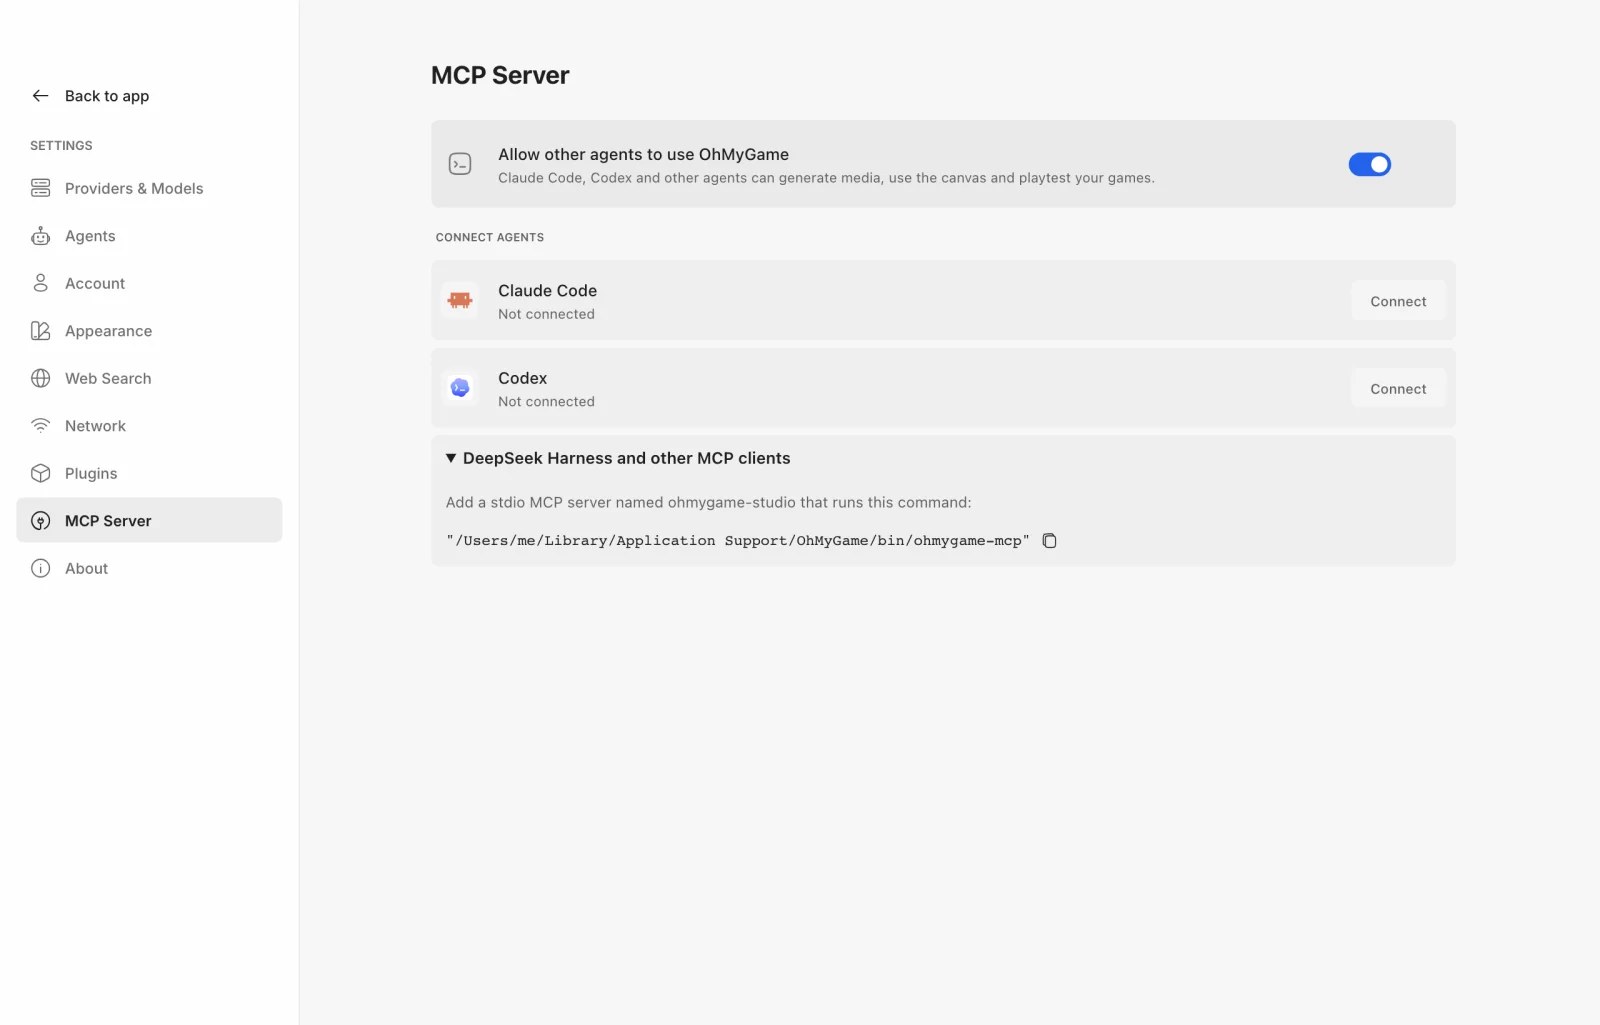 Back to app
SETTINGS
Providers & Models
Agents
Account
Appearance
Web Search
Network
Plugins
MCP Server
About
MCP Server
Allow other agents to use OhMyGame
Claude Code, Codex and other agents can generate media, use the canvas and playtest your games.
CONNECT AGENTS
Claude Code
Not connected
Connect
Codex
Not connected
Connect
DeepSeek Harness and other MCP clients
Add a stdio MCP server named ohmygame-studio that runs this command:
"/Users/me/Library/Application Support/OhMyGame/bin/ohmygame-mcp"